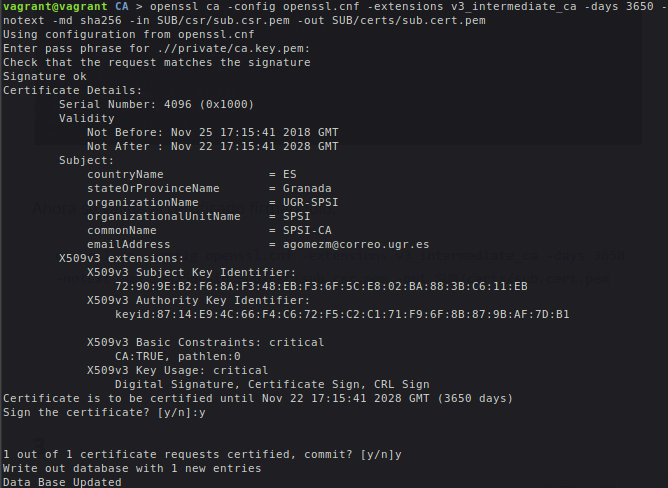 vagrant@vagrant CA > openssl ca -config openssl.cnf -extensions v3_intermediate_ca -days 3650 -
notext -md sha256 -in SUB/csr/sub.csr.pem -out SUB/certs/sub.cert.pem
Using configuration from openssl.cnf
Enter pass phrase for .//private/ca.key.pem:
Check that the request matches the signature
Signature ok
Certificate Details:
        Serial Number: 4096 (0x1000)
        Validity
            Not Before: Nov 25 17:15:41 2018 GMT
            Not After : Nov 22 17:15:41 2028 GMT
        Subject:
            countryName               = ES
            stateOrProvinceName       = Granada
            organizationName          = UGR-SPSI
            organizationalUnitName    = SPSI
            commonName                = SPSI-CA
            emailAddress              = agomezm@correo.ugr.es
        X509v3 extensions:
            X509v3 Subject Key Identifier:
                72:90:9E:B2:F6:8A:F3:48:EB:F3:6F:5C:E8:02:BA:88:3B:C6:11:EB
            X509v3 Authority Key Identifier:
                keyid:87:14:E9:4C:66:F4:C6:72:F5:C2:C1:71:F9:6F:8B:87:9B:AF:7D:B1

            X509v3 Basic Constraints: critical
                CA:TRUE, pathlen:0
            X509v3 Key Usage: critical
                Digital Signature, Certificate Sign, CRL Sign
Certificate is to be certified until Nov 22 17:15:41 2028 GMT (3650 days)
Sign the certificate? [y/n]:y


1 out of 1 certificate requests certified, commit? [y/n]y
Write out database with 1 new entries
Data Base Updated